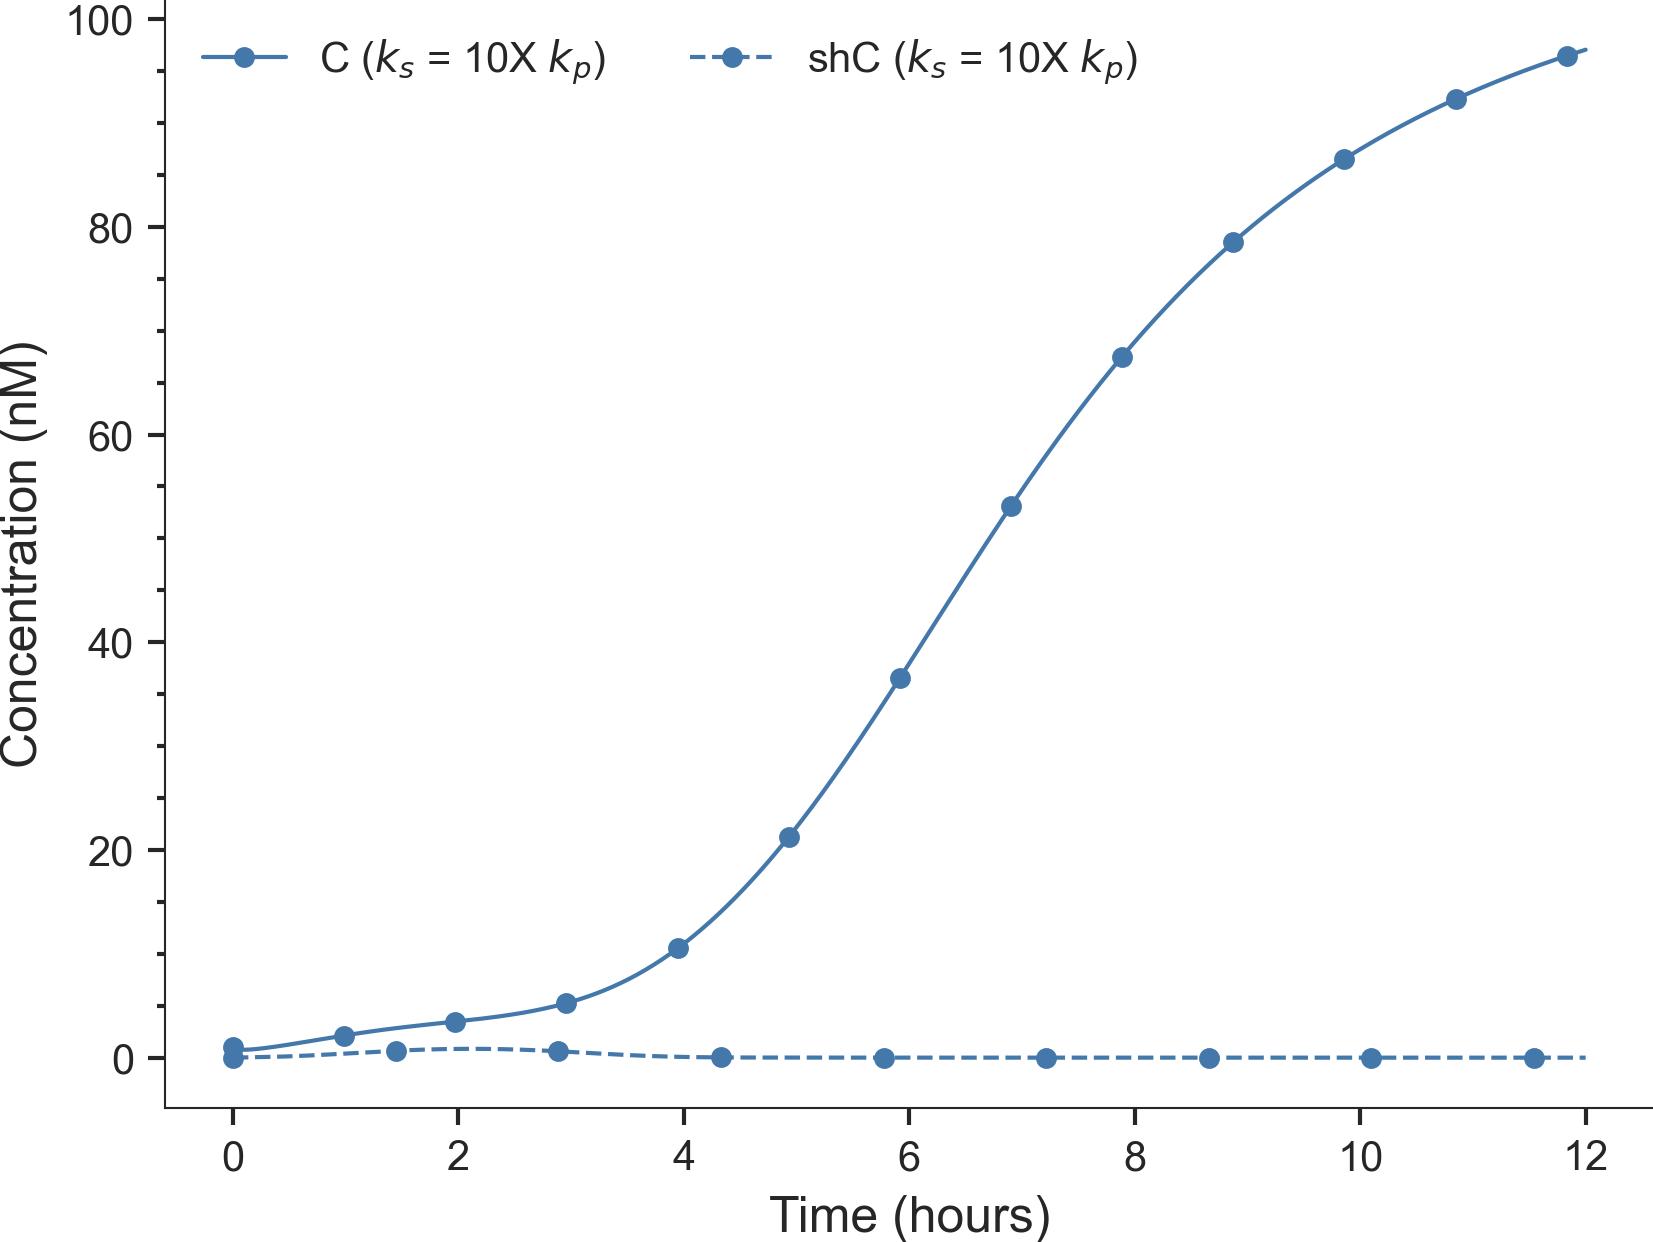 100
C (kₛ = 10X kₚ) shC (kₛ = 10X kₚ)
80
60
40
20
0
Concentration (nM)
0 2 4 6 8 10 12
Time (hours)